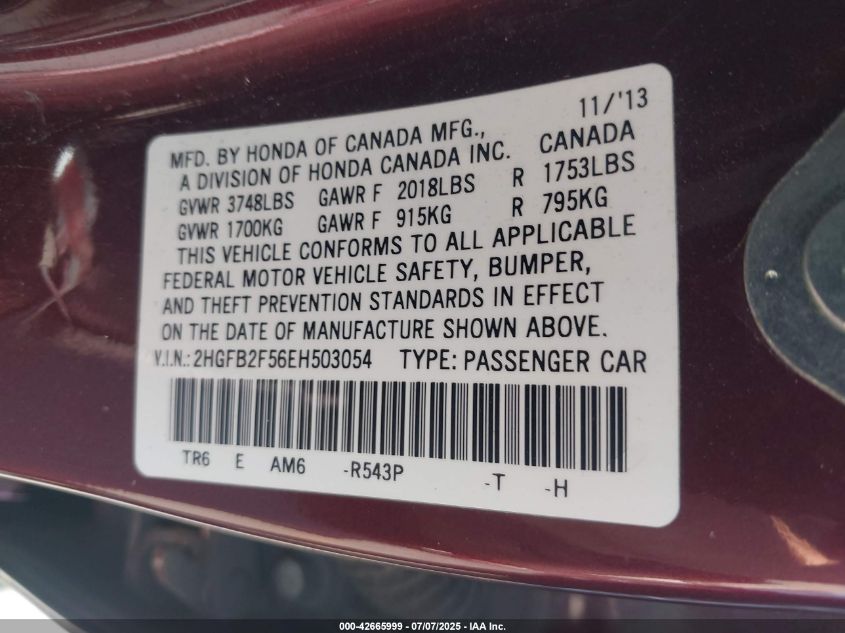 11/'13
MFD. BY HONDA OF CANADA MFG., CANADA
A DIVISION OF HONDA CANADA INC.
GVWR 3748LBS GAWR F 2018LBS R 1753LBS
GVWR 1700KG GAWR F 915KG R 795KG
THIS VEHICLE CONFORMS TO ALL APPLICABLE
FEDERAL MOTOR VEHICLE SAFETY, BUMPER,
AND THEFT PREVENTION STANDARDS IN EFFECT
ON THE DATE OF MANUFACTURE SHOWN ABOVE.
V.I.N.: 2HGFB2F56EH503054 TYPE: PASSENGER CAR
TR6 E AM6 -R543P -T -H
000-42665999 - 07/07/2025 - IAA Inc.